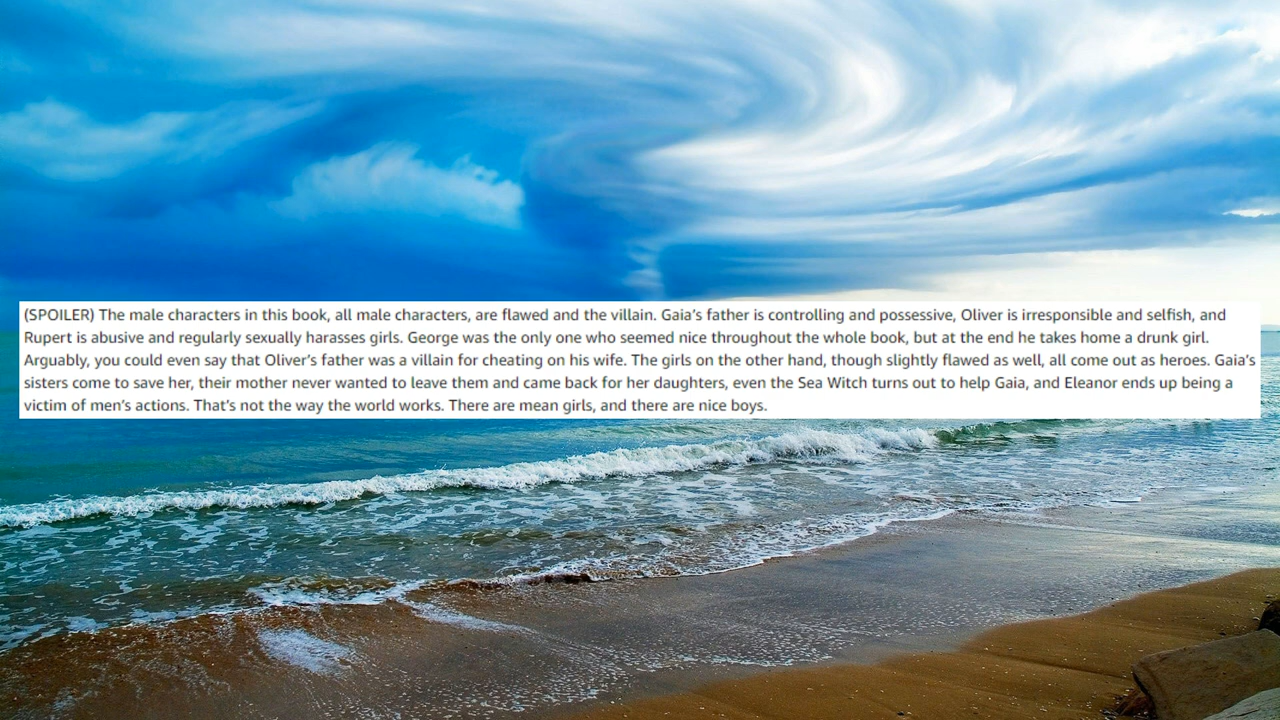 (SPOILER) The male characters in this book, all male characters, are flawed and the villain. Gaia's father is controlling and possessive, Oliver is irresponsible and selfish, and
Rupert is abusive and regularly sexually harasses girls. George was the only one who seemed nice throughout the whole book, but at the end he takes home a drunk girl.
Arguably, you could even say that Oliver's father was a villain for cheating on his wife. The girls on the other hand, though slightly flawed as well, all come out as heroes. Gaia's
sisters come to save her, their mother never wanted to leave them and came back for her daughters, even the Sea Witch turns out to help Gaia, and Eleanor ends up being a
victim of men's actions. That's not the way the world works. There are mean girls, and there are nice boys.